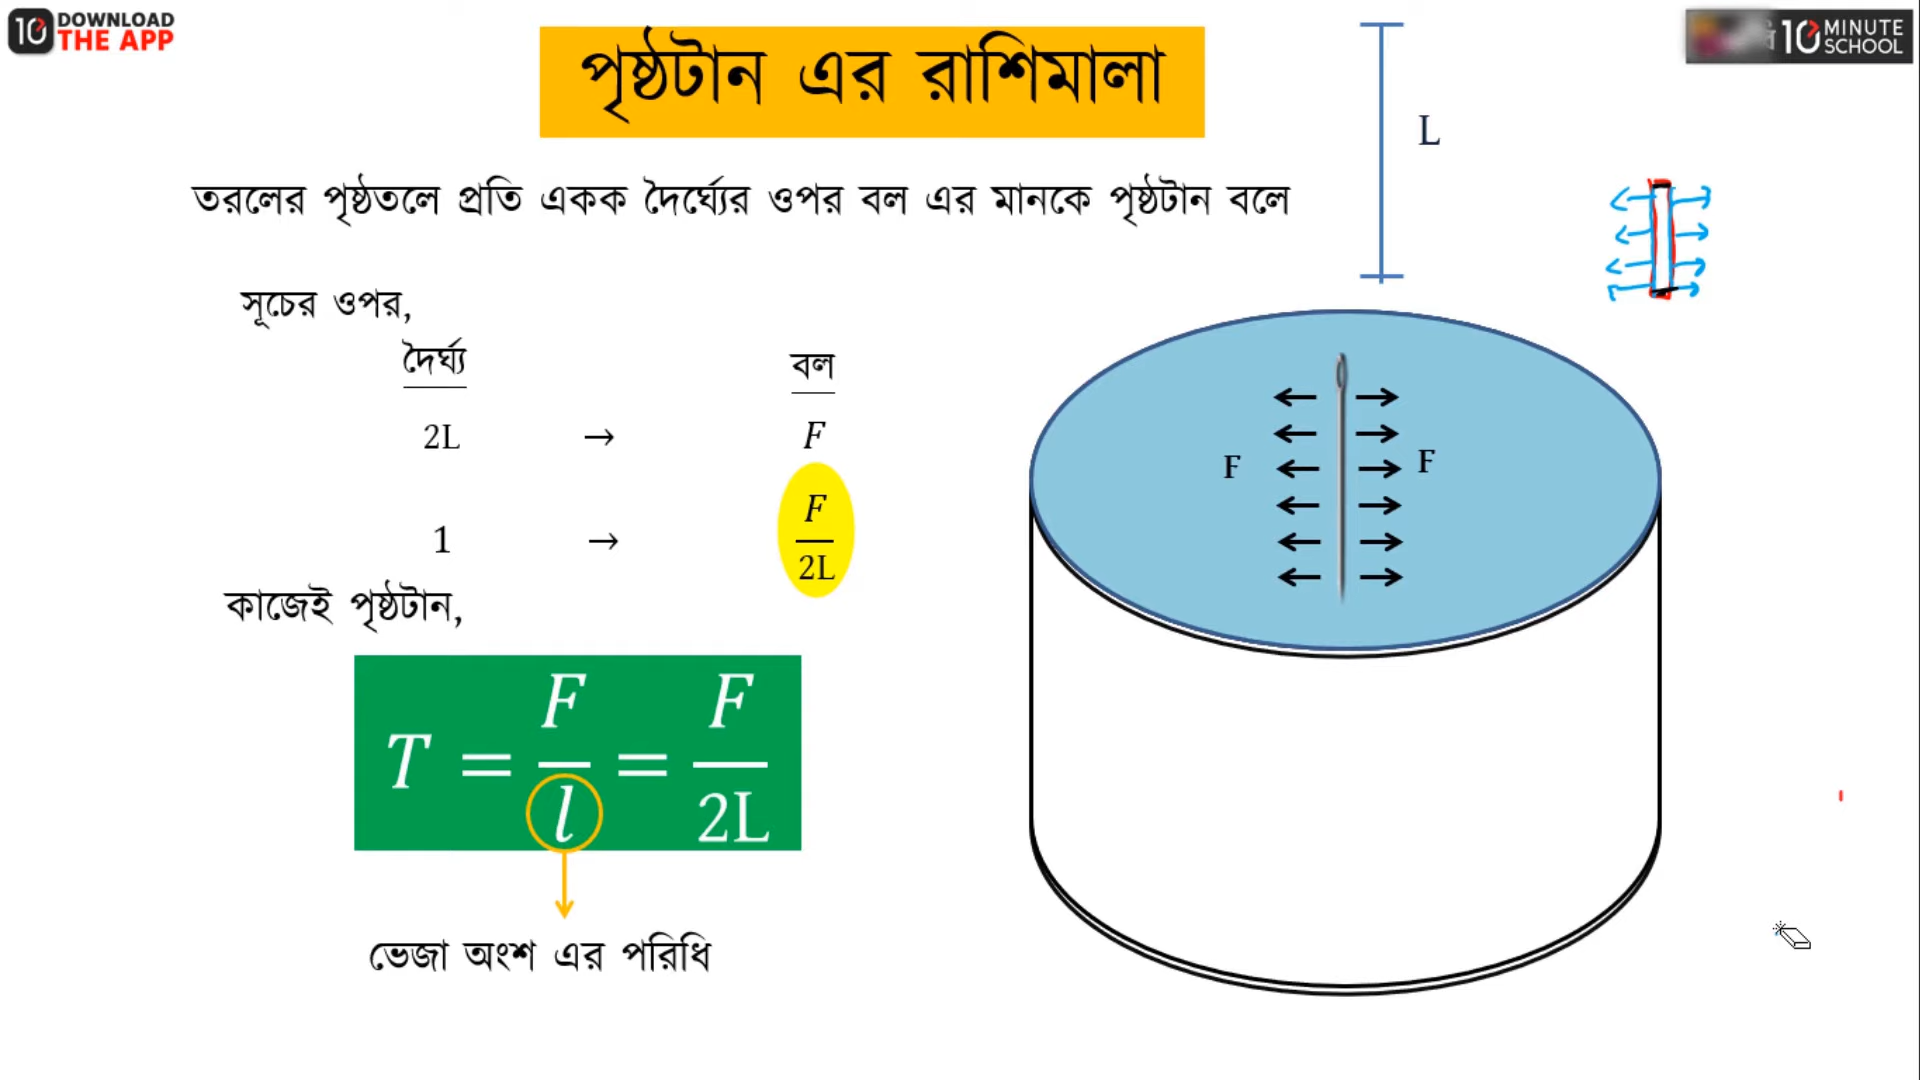 DOWNLOAD
THE APP
10 MINUTE
SCHOOL
পৃষ্ঠটান এর রাশিমালা
L
তরলের পৃষ্ঠতলে প্রতি একক দৈর্ঘ্যের ওপর বল এর মানকে পৃষ্ঠটান বলে
সূচের ওপর,
দৈর্ঘ্য বল
2L → F
1 → F/2L
F F
কাজেই পৃষ্ঠটান,
T = F/l = F/2L
ভেজা অংশ এর পরিধি